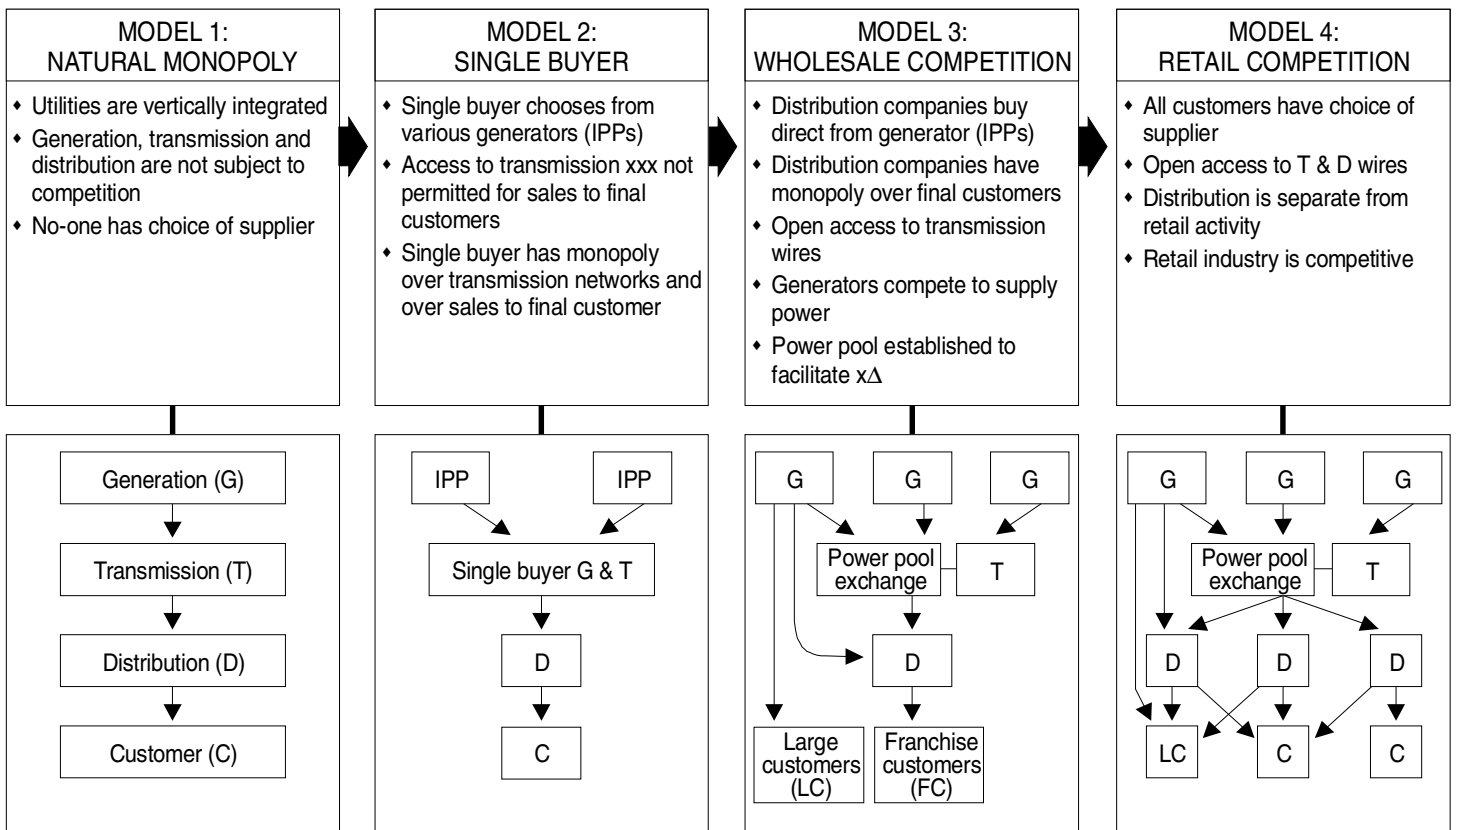 MODEL 1:
NATURAL MONOPOLY
♦ Utilities are vertically integrated
♦ Generation, transmission and
distribution are not subject to
competition
♦ No-one has choice of supplier
Generation (G)
Transmission (T)
Distribution (D)
Customer (C)
MODEL 2:
SINGLE BUYER
♦ Single buyer chooses from
various generators (IPPs)
♦ Access to transmission xxx not
permitted for sales to final
customers
♦ Single buyer has monopoly
over transmission networks and
over sales to final customer
IPP IPP
Single buyer G & T
D
C
MODEL 3:
WHOLESALE COMPETITION
♦ Distribution companies buy
direct from generator (IPPs)
♦ Distribution companies have
monopoly over final customers
♦ Open access to transmission
wires
♦ Generators compete to supply
power
♦ Power pool established to
facilitate xΔ
G G G
Power pool
exchange
T
D
Large
customers
(LC)
Franchise
customers
(FC)
MODEL 4:
RETAIL COMPETITION
♦ All customers have choice of
supplier
♦ Open access to T & D wires
♦ Distribution is separate from
retail activity
♦ Retail industry is competitive
G G G
Power pool
exchange
T
D D D
LC C C